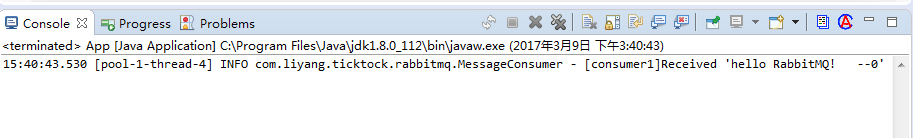 Console Progress Problems
<terminated> App [Java Application] C:\Program Files\Java\jdk1.8.0_112\bin\javaw.exe (2017年3月9日 下午3:40:43)
15:40:43.530 [pool-1-thread-4] INFO com.liyang.ticktock.rabbitmq.MessageConsumer - [consumer1]Received 'hello RabbitMQ!   --0'